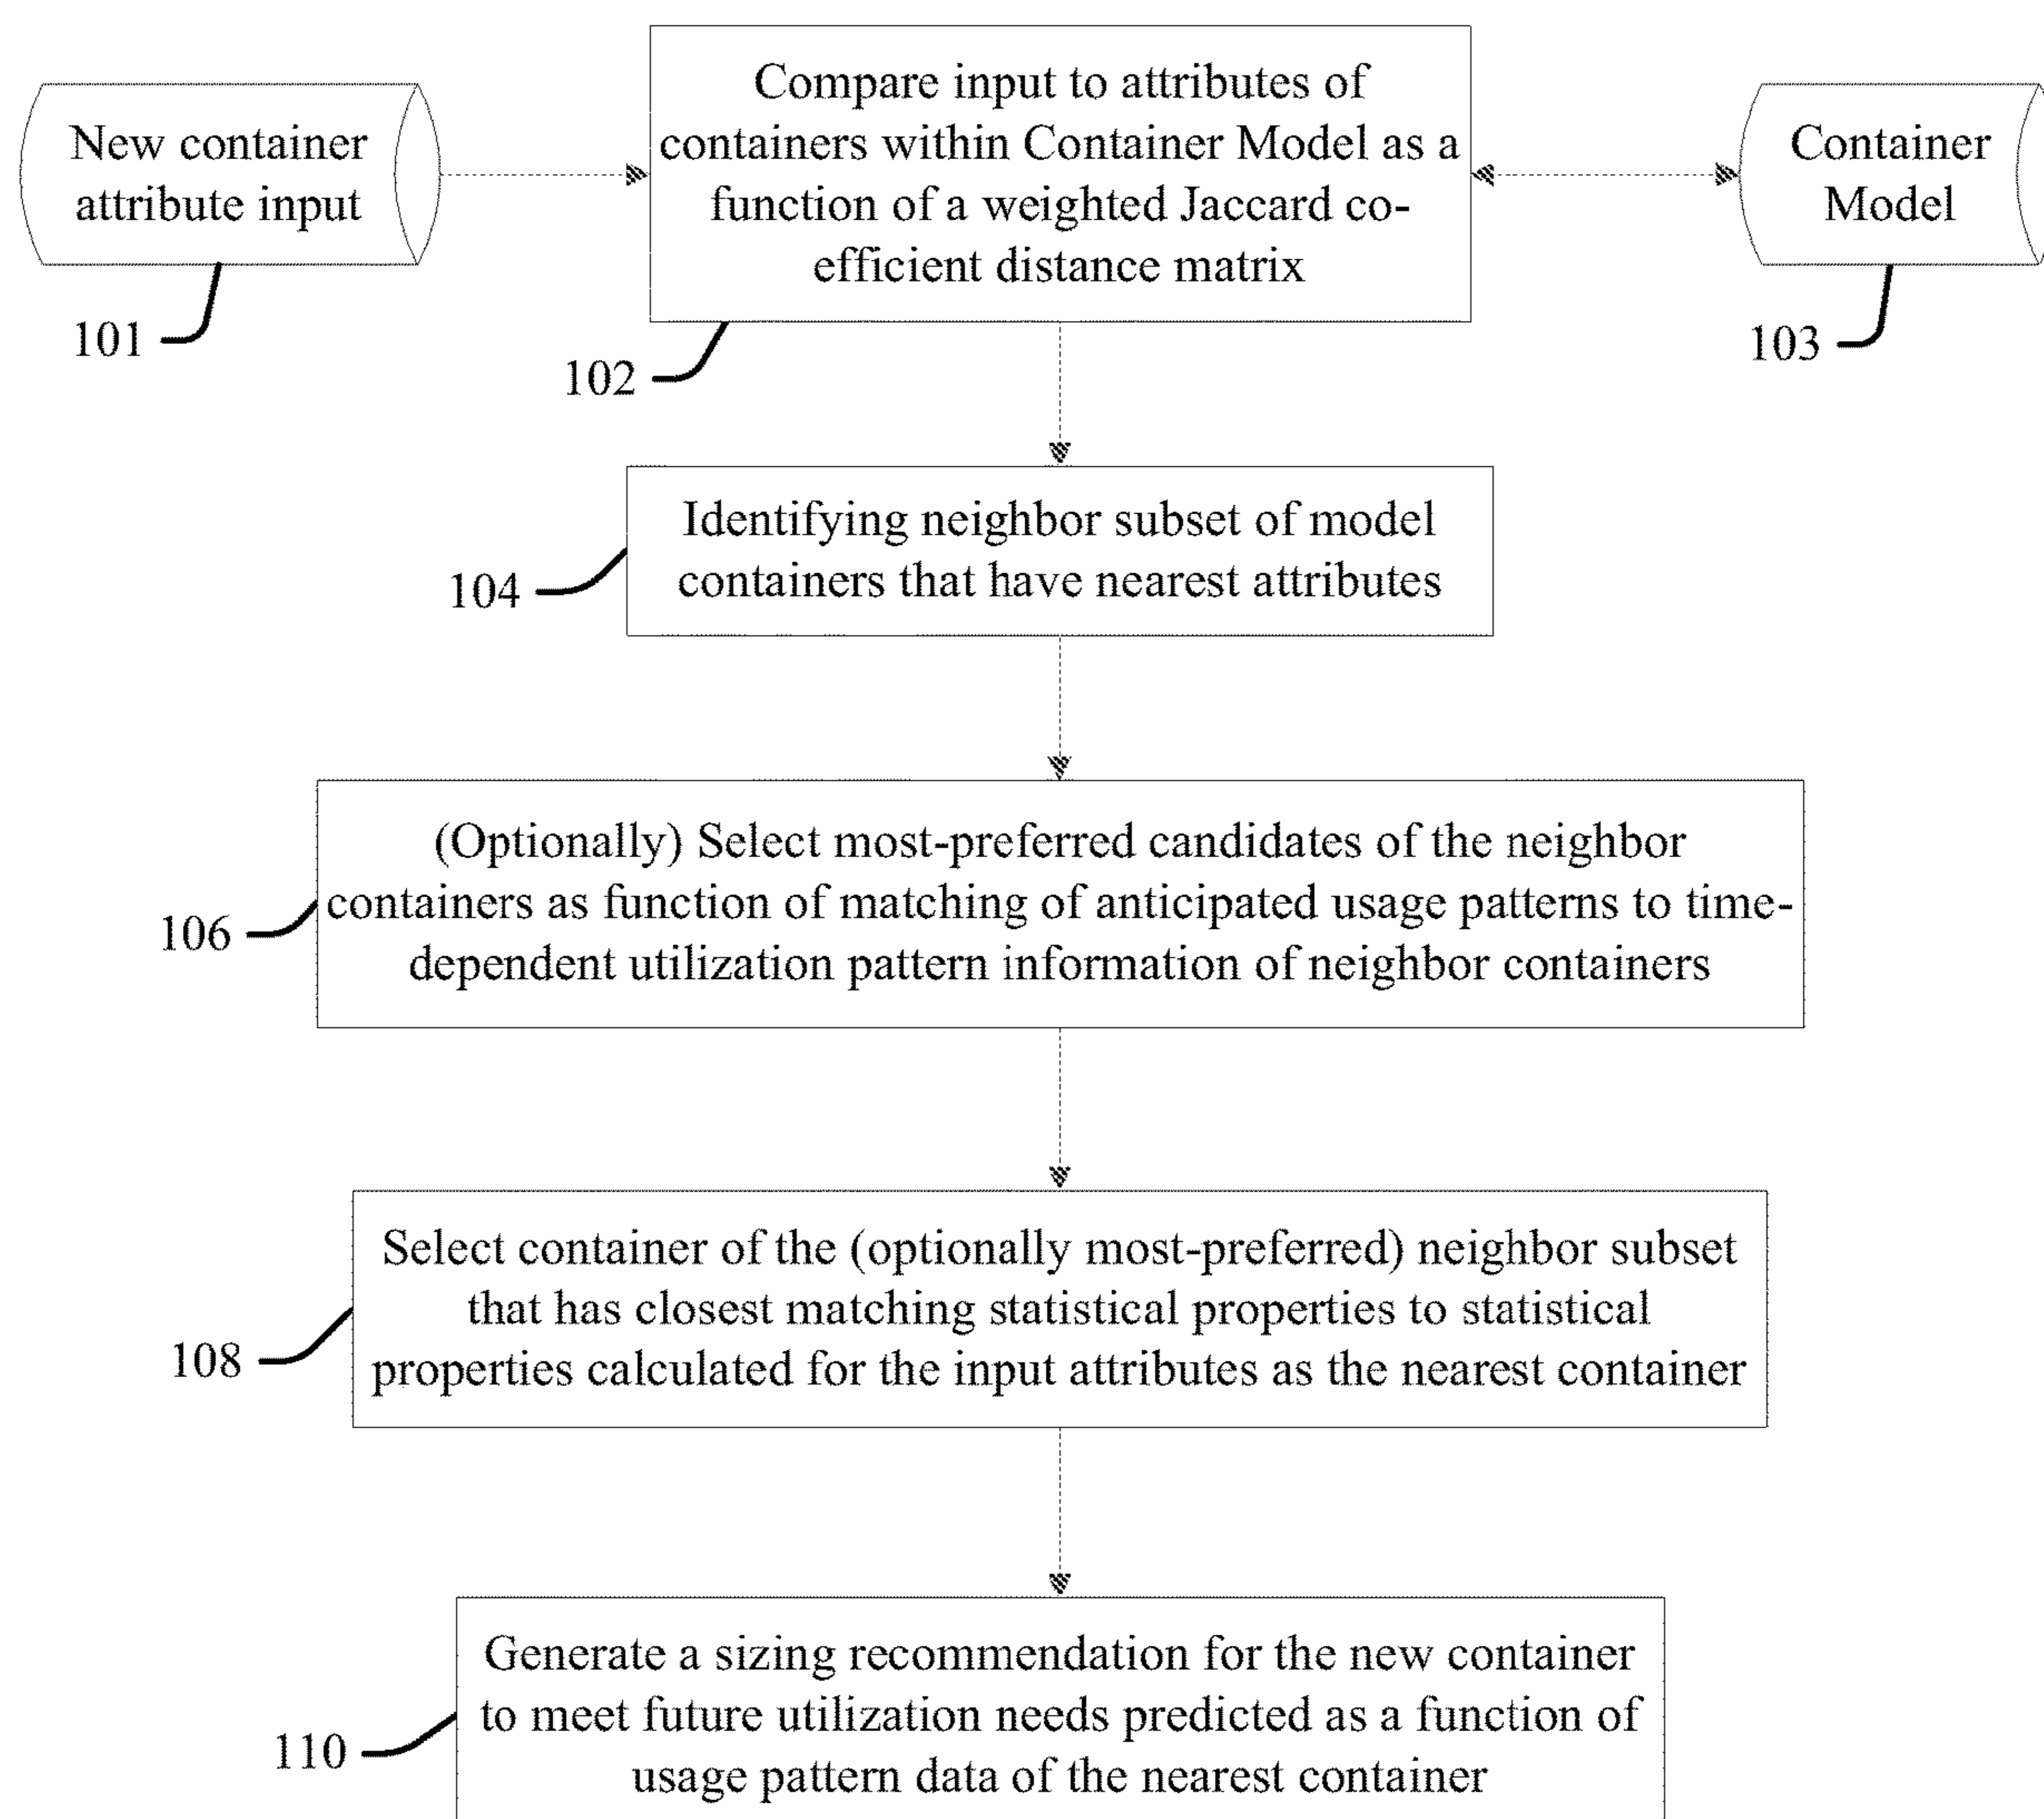 New container
attribute input
101
Compare input to attributes of
containers within Container Model as a
function of a weighted Jaccard co-
efficient distance matrix
102
Container
Model
103
Identifying neighbor subset of model
containers that have nearest attributes
104
(Optionally) Select most-preferred candidates of the neighbor
containers as function of matching of anticipated usage patterns to time-
dependent utilization pattern information of neighbor containers
106
Select container of the (optionally most-preferred) neighbor subset
that has closest matching statistical properties to statistical
properties calculated for the input attributes as the nearest container
108
Generate a sizing recommendation for the new container
to meet future utilization needs predicted as a function of
usage pattern data of the nearest container
110